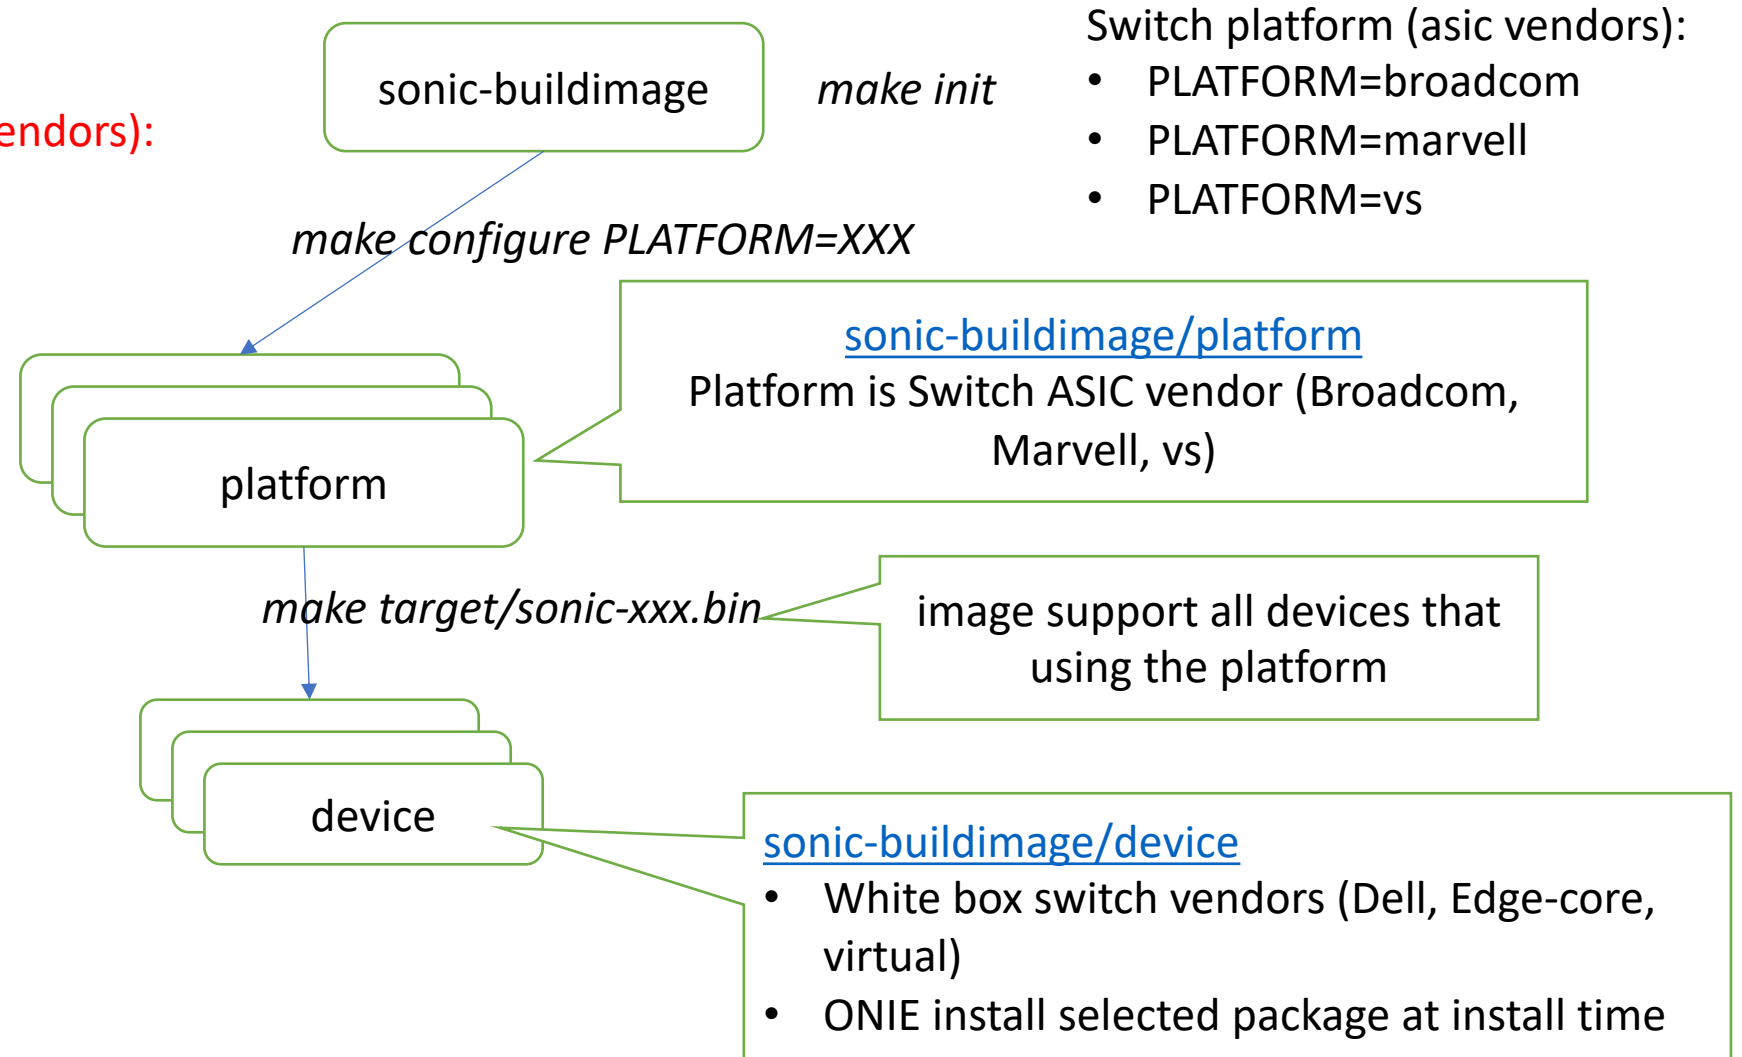 sonic-buildimage
make init
Switch platform (asic vendors):
• PLATFORM=broadcom
• PLATFORM=marvell
• PLATFORM=vs
endors):
make configure PLATFORM=XXX
sonic-buildimage/platform
Platform is Switch ASIC vendor (Broadcom,
Marvell, vs)
platform
make target/sonic-xxx.bin
image support all devices that
using the platform
device
sonic-buildimage/device
• White box switch vendors (Dell, Edge-core,
virtual)
• ONIE install selected package at install time